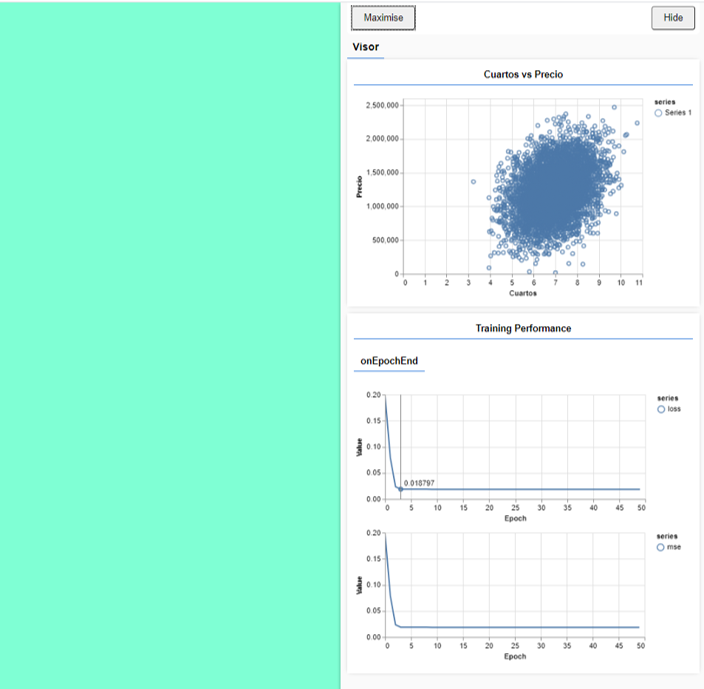 Maximise
Hide
Visor
Cuartos vs Precio
2,500,000
2,000,000
1,500,000
1,000,000
500,000
0
Precio
0 1 2 3 4 5 6 7 8 9 10 11
Cuartos
series
Series 1
Training Performance
onEpochEnd
0.20
0.15
0.10
0.05
0.00
Value
0.018797
0 5 10 15 20 25 30 35 40 45 50
Epoch
series
loss
0.20
0.15
0.10
0.05
0.00
Value
0 5 10 15 20 25 30 35 40 45 50
Epoch
series
mse